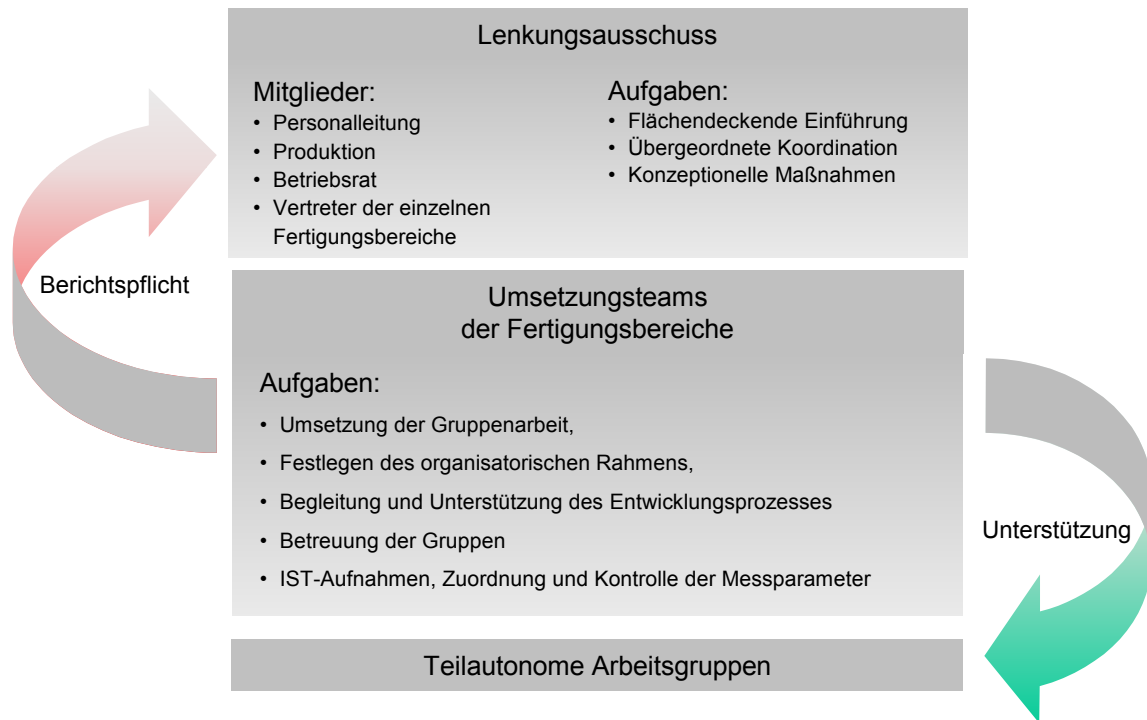 Lenkungsausschuss
Mitglieder:
• Personalleitung
• Produktion
• Betriebsrat
• Vertreter der einzelnen
Fertigungsbereiche
Aufgaben:
• Flächendeckende Einführung
• Übergeordnete Koordination
• Konzeptionelle Maßnahmen
Berichtspflicht
Umsetzungsteams
der Fertigungsbereiche
Aufgaben:
• Umsetzung der Gruppenarbeit,
• Festlegen des organisatorischen Rahmens,
• Begleitung und Unterstützung des Entwicklungsprozesses
• Betreuung der Gruppen
• IST-Aufnahmen, Zuordnung und Kontrolle der Messparameter
Unterstützung
Teilautonome Arbeitsgruppen